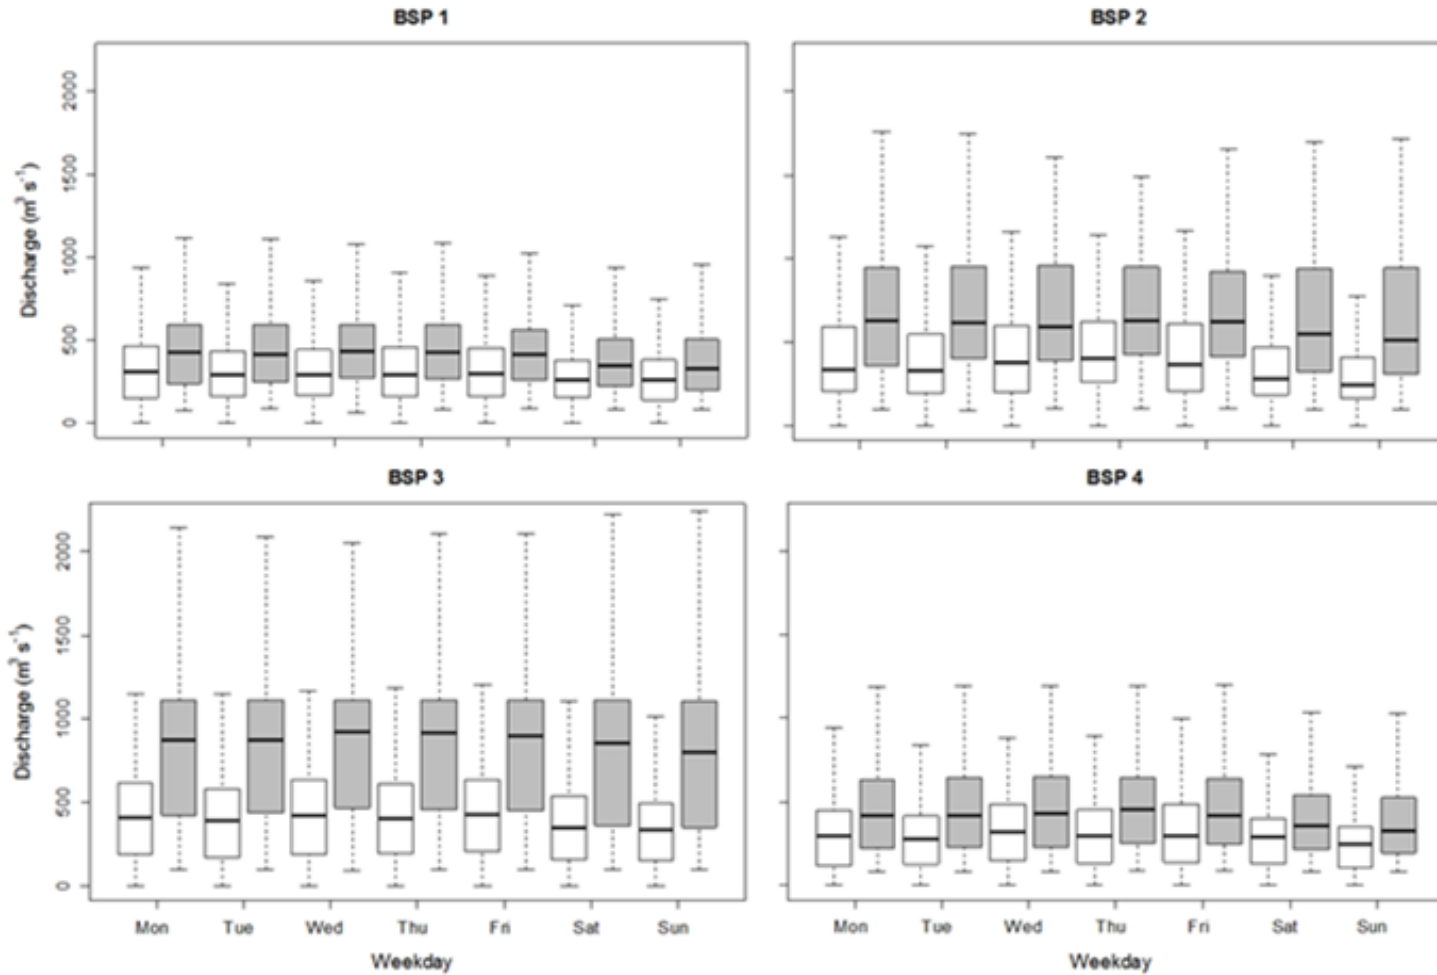 BSP 1
BSP 2
2000
1500
1000
500
0
Discharge (m³ s⁻¹)
BSP 3
BSP 4
2000
1500
1000
500
0
Discharge (m³ s⁻¹)
Mon Tue Wed Thu Fri Sat Sun
Mon Tue Wed Thu Fri Sat Sun
Weekday
Weekday